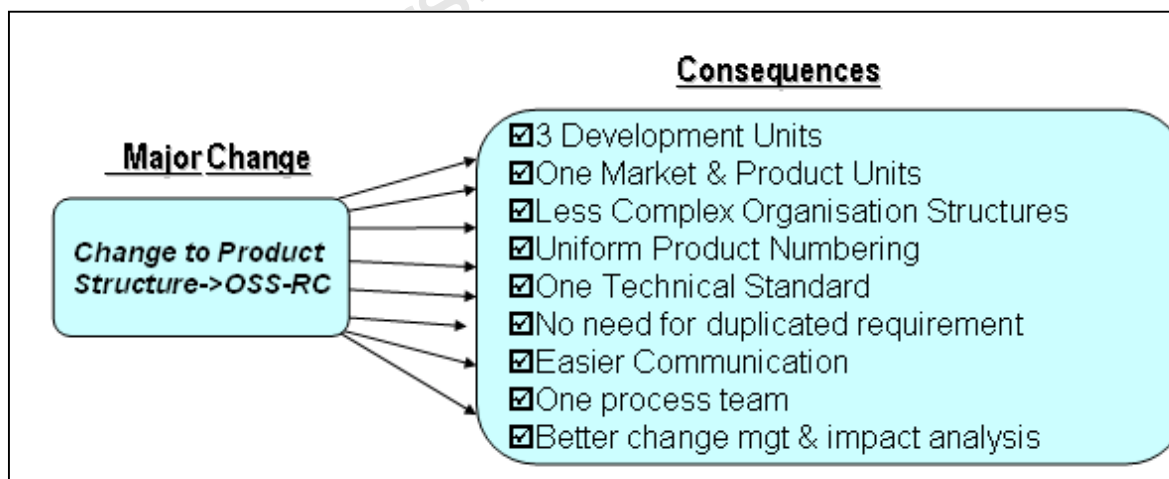 Consequences
Major Change
Change to Product
Structure->OSS-RC
☑3 Development Units
☑One Market & Product Units
☑Less Complex Organisation Structures
☑Uniform Product Numbering
☑One Technical Standard
☑No need for duplicated requirement
☑Easier Communication
☑One process team
☑Better change mgt & impact analysis